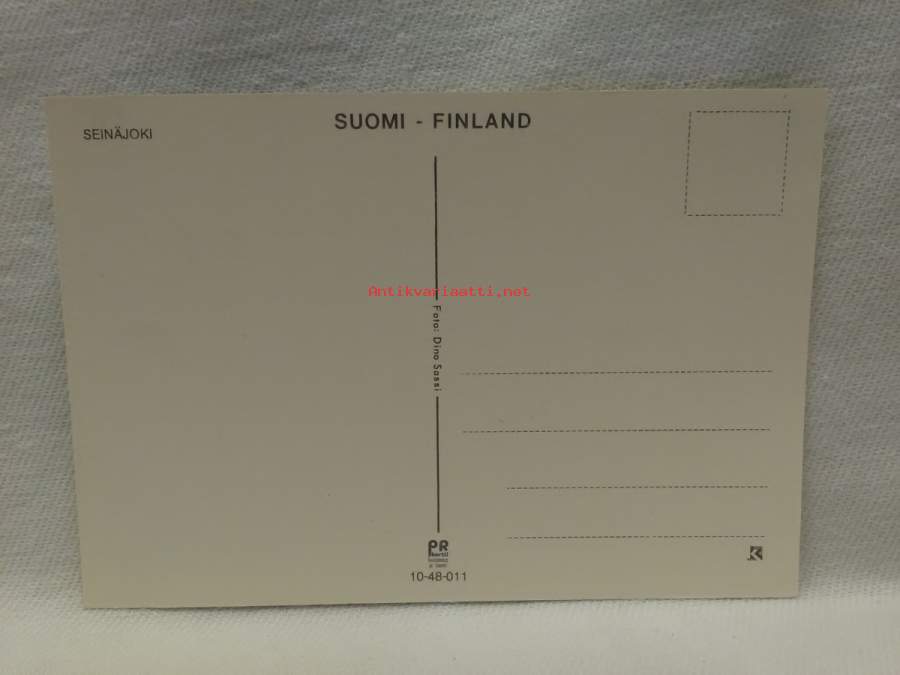 SEINÄJOKI
SUOMI - FINLAND
Antikvariaatti.net
Foto: Dino Sassi
PR
10-48-011
K